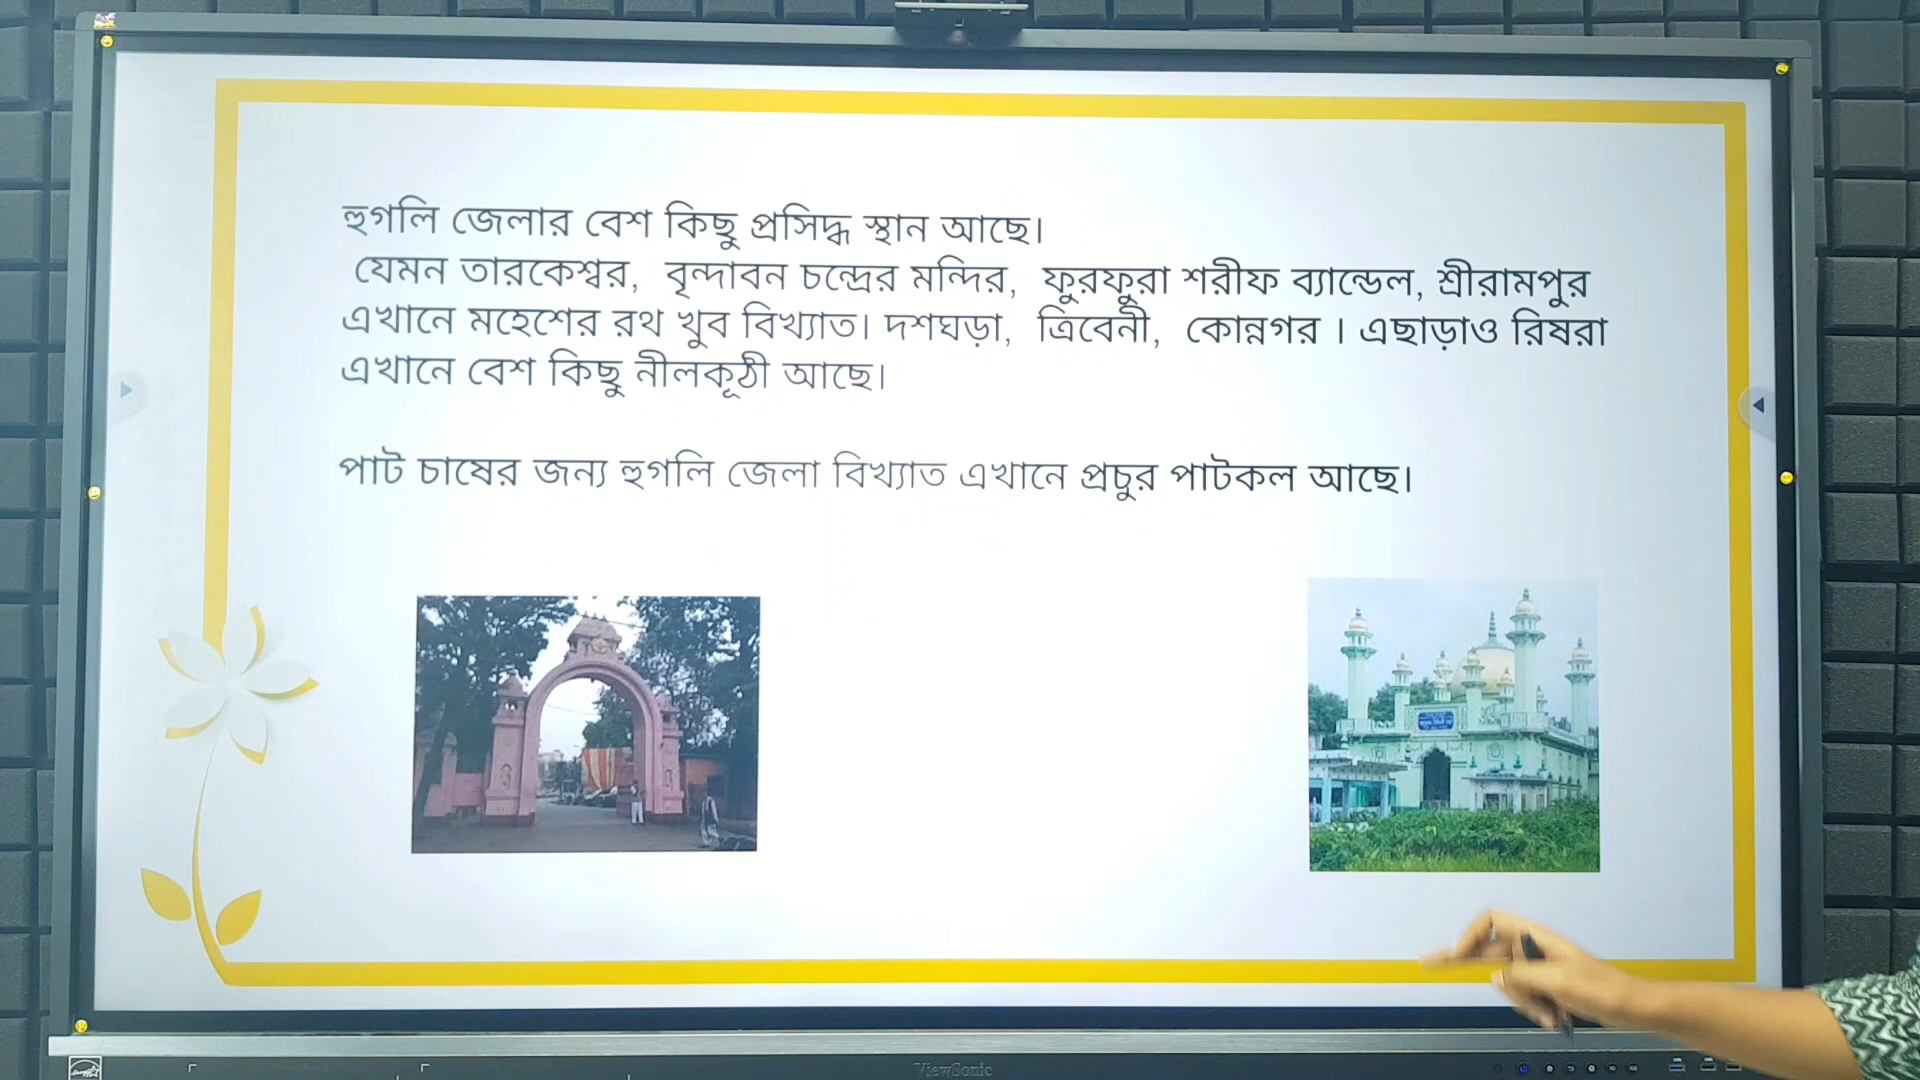 হুগলি জেলার বেশ কিছু প্রসিদ্ধ স্থান আছে।
যেমন তারকেশ্বর, বৃন্দাবন চন্দ্রের মন্দির, ফুরফুরা শরীফ ব্যান্ডেল, শ্রীরামপুর
এখানে মহেশের রথ খুব বিখ্যাত। দশঘড়া, ত্রিবেনী, কোন্নগর । এছাড়াও রিষরা
এখানে বেশ কিছু নীলকূঠী আছে।
পাট চাষের জন্য হুগলি জেলা বিখ্যাত এখানে প্রচুর পাটকল আছে।
ViewSonic